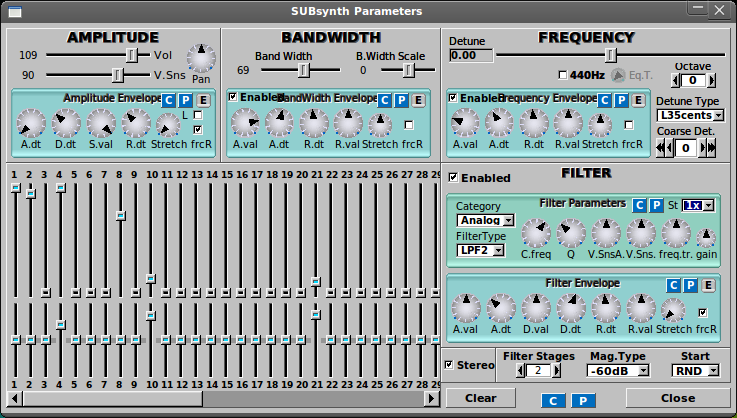 SUBsynth Parameters
AMPLITUDE
109 Vol
90 V.Sns
Pan
Amplitude Envelope C P E
L
A.dt D.dt S.val R.dt Stretch frcR
BANDWIDTH
Band Width B.Width Scale
69 0
Enabled BandWidth Envelope C P E
A.val A.dt R.dt R.val Stretch frcR
FREQUENCY
Detune
0.00
440Hz Eq.T.
Octave
0
Enabled Frequency Envelope C P E
A.val A.dt R.dt R.val Stretch frcR
Detune Type
L35cents
Coarse Det.
0
1 2 3 4 5 6 7 8 9 10 11 12 13 14 15 16 17 18 19 20 21 22 23 24 25 26 27 28 29
1 2 3 4 5 6 7 8 9 10 11 12 13 14 15 16 17 18 19 20 21 22 23 24 25 26 27 28 29
Enabled FILTER
Filter Parameters C P St 1x
Category
Analog
FilterType
LPF2
C.freq Q V.SnsA. V.Sns. freq.tr. gain
Filter Envelope C P E
A.val A.dt D.val D.dt R.dt R.val Stretch frcR
Stereo
Filter Stages Mag.Type Start
2 -60dB RND
Clear C P Close